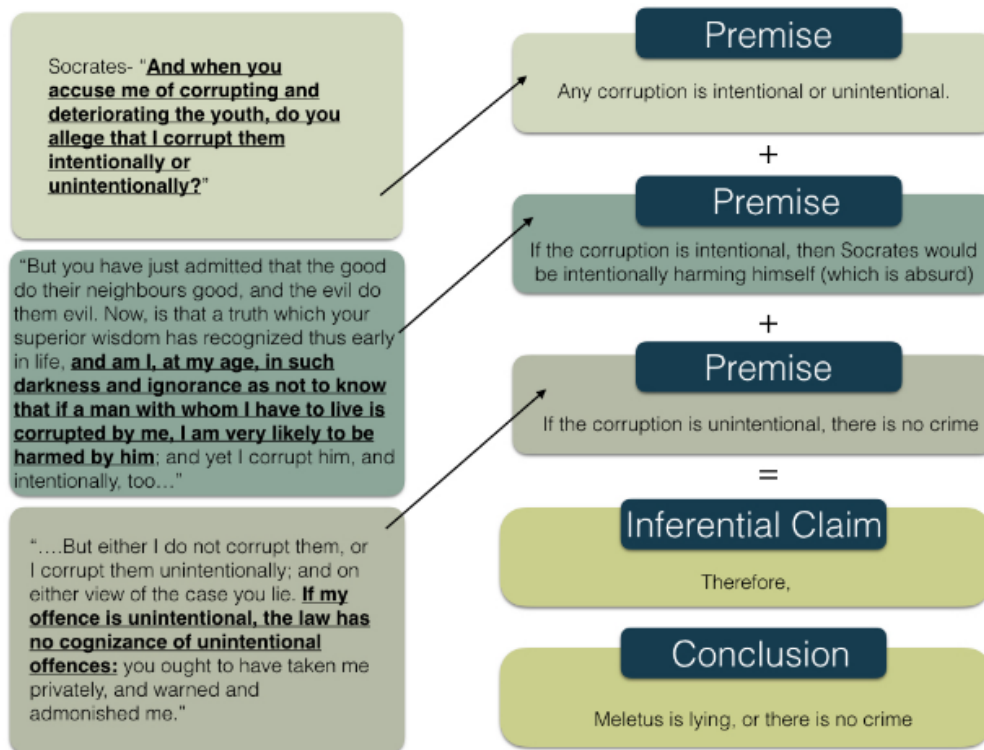 Socrates- “And when you
accuse me of corrupting and
deteriorating the youth, do you
allege that I corrupt them
intentionally or
unintentionally?”
“But you have just admitted that the good
do their neighbours good, and the evil do
them evil. Now, is that a truth which your
superior wisdom has recognized thus early
in life, and am I, at my age, in such
darkness and ignorance as not to know
that if a man with whom I have to live is
corrupted by me, I am very likely to be
harmed by him; and yet I corrupt him, and
intentionally, too…”
“….But either I do not corrupt them, or
I corrupt them unintentionally; and on
either view of the case you lie. If my
offence is unintentional, the law has
no cognizance of unintentional
offences: you ought to have taken me
privately, and warned and
admonished me.”
Premise
Any corruption is intentional or unintentional.
+
Premise
If the corruption is intentional, then Socrates would
be intentionally harming himself (which is absurd)
+
Premise
If the corruption is unintentional, there is no crime
=
Inferential Claim
Therefore,
Conclusion
Meletus is lying, or there is no crime